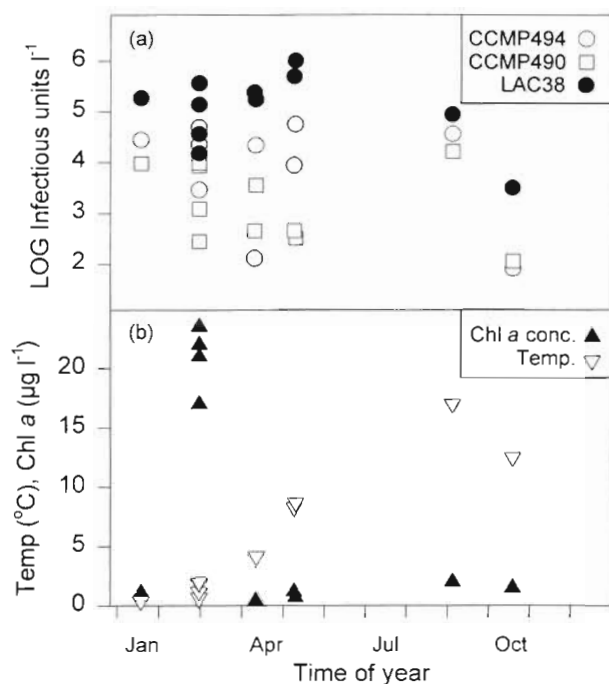 (a)
CCMP494
CCMP490
LAC38
LOG Infectious units l-1
6
5
4
3
2
(b)
Chl a conc.
Temp.
Temp (oC), Chl a (µg l-1)
20
15
10
5
0
Jan
Apr
Jul
Oct
Time of year